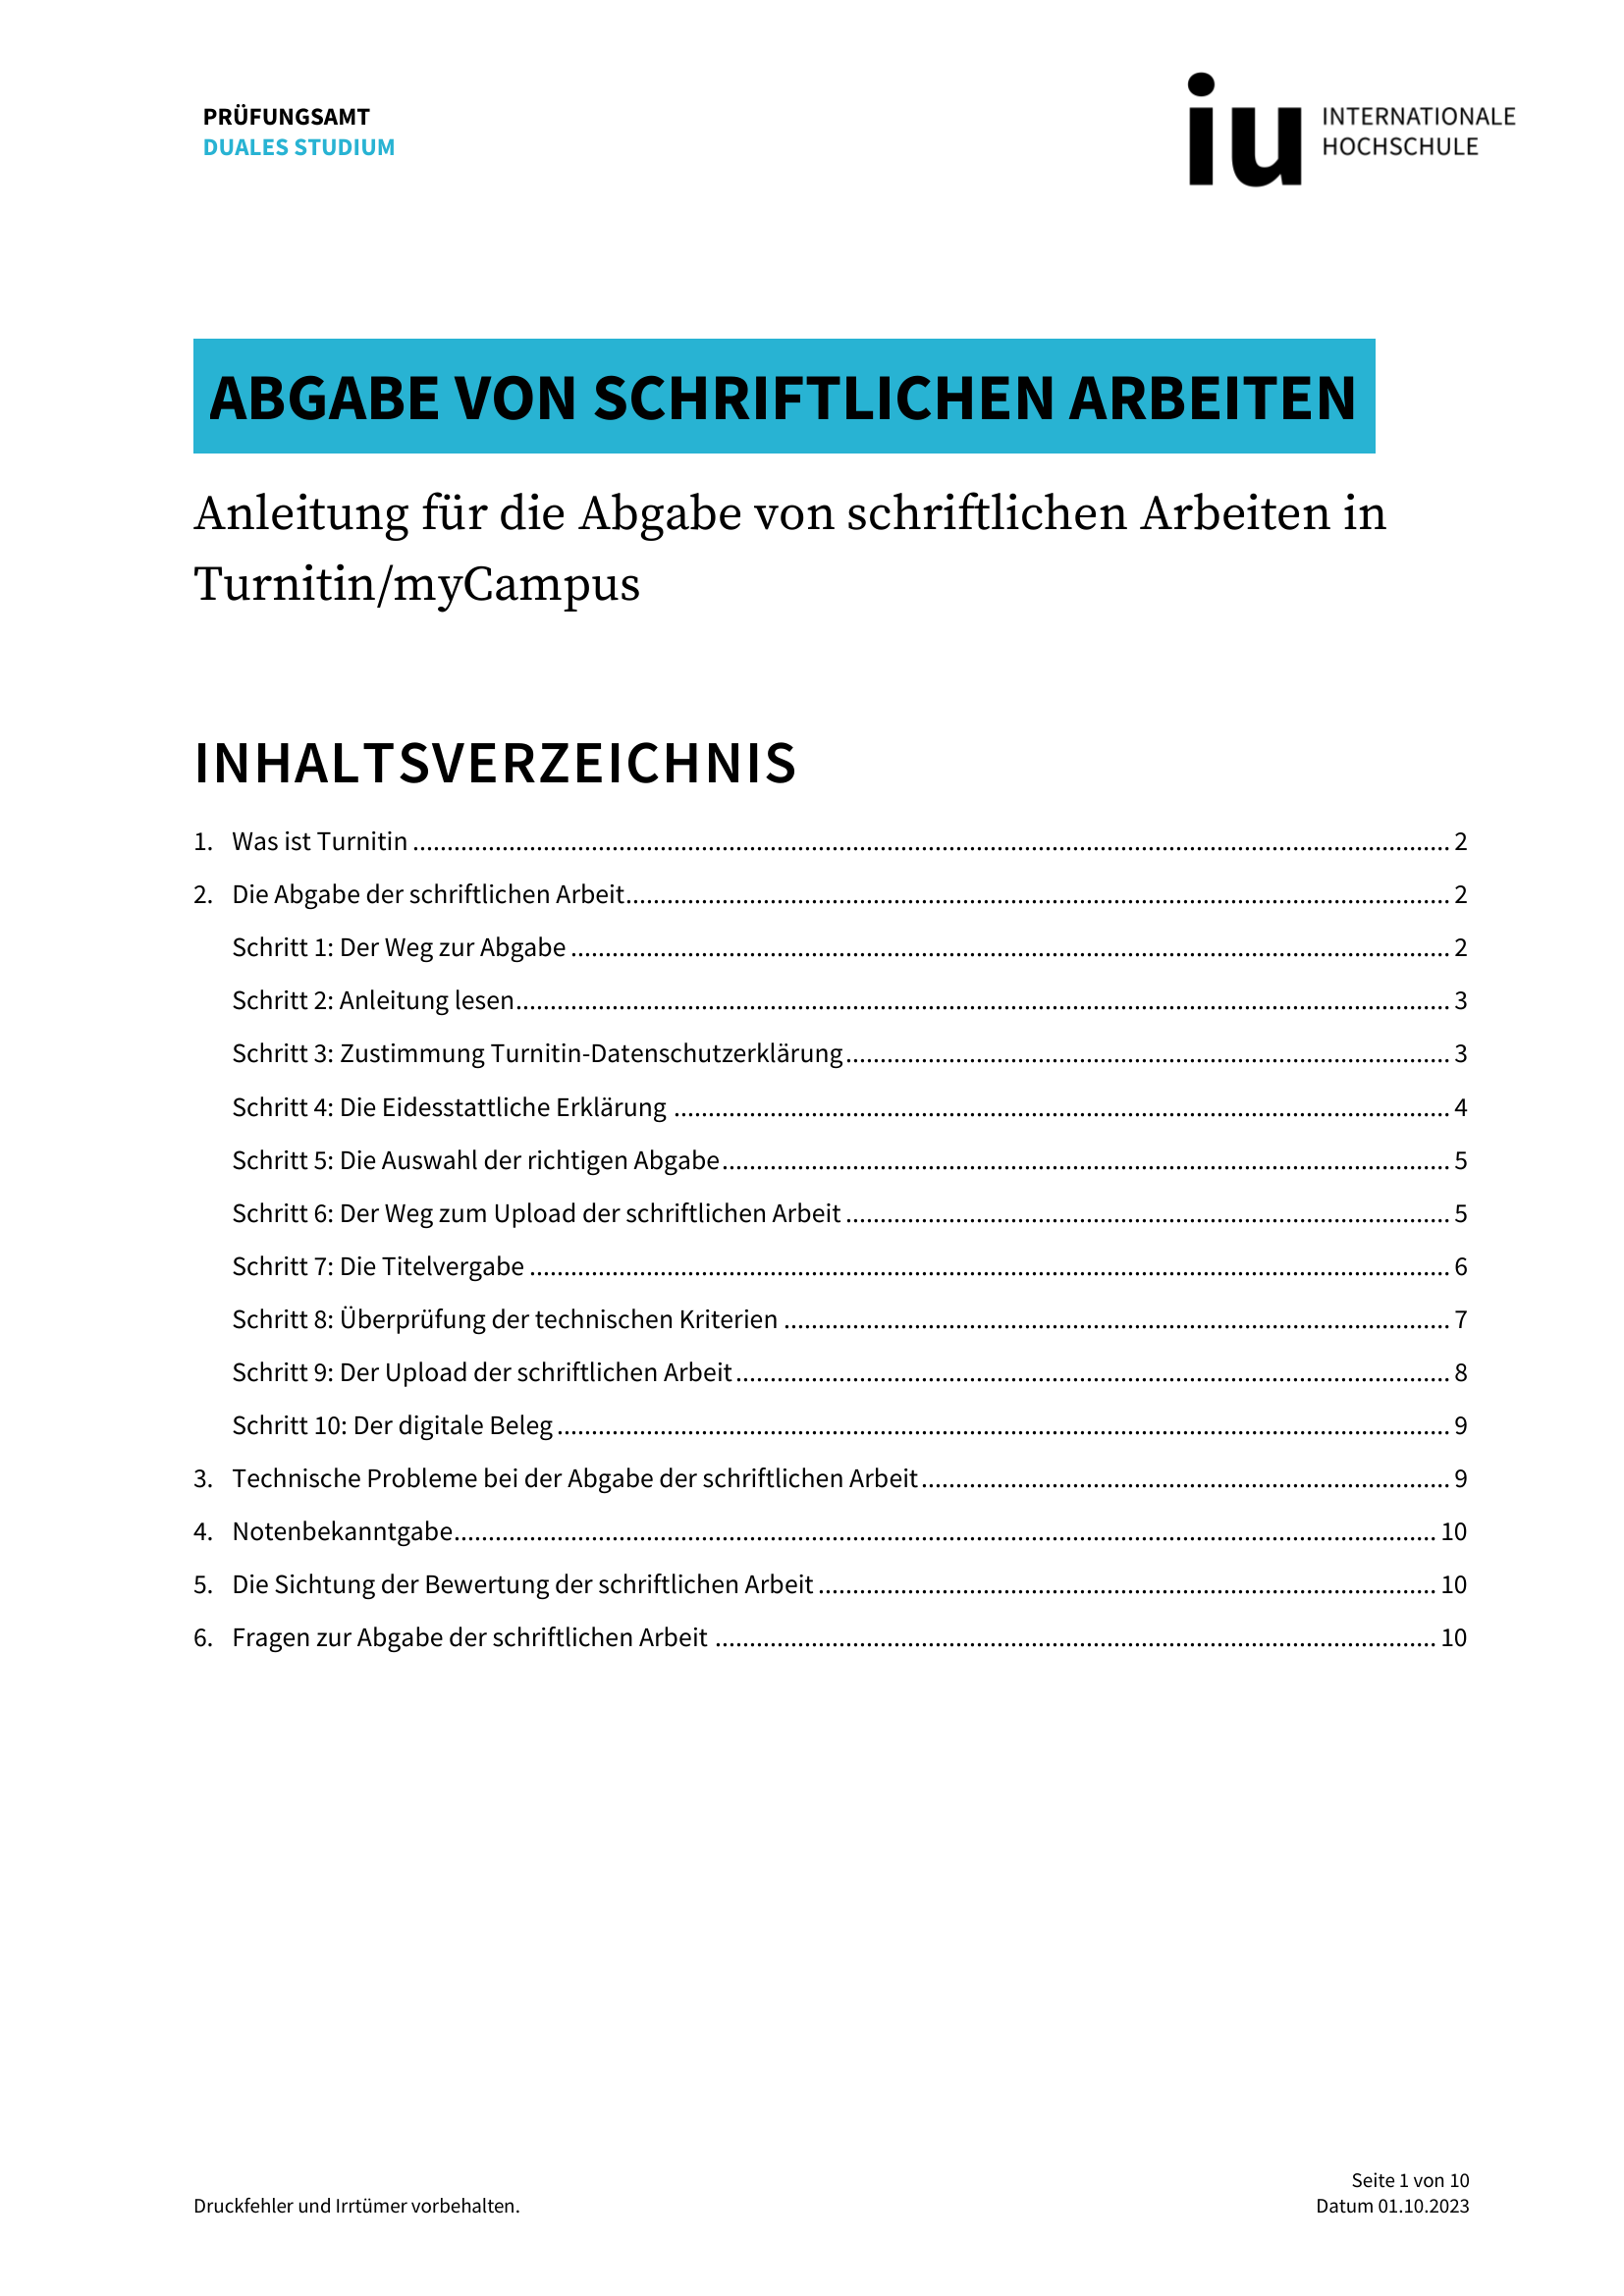 PRÜFUNGSAMT
DUALES STUDIUM
iu INTERNATIONALE
HOCHSCHULE
ABGABE VON SCHRIFTLICHEN ARBEITEN
Anleitung für die Abgabe von schriftlichen Arbeiten in
Turnitin/myCampus
INHALTSVERZEICHNIS
1. Was ist Turnitin ........ 2
2. Die Abgabe der schriftlichen Arbeit ........ 2
Schritt 1: Der Weg zur Abgabe ........ 2
Schritt 2: Anleitung lesen ........ 3
Schritt 3: Zustimmung Turnitin-Datenschutzerklärung ........ 3
Schritt 4: Die Eidesstattliche Erklärung ........ 4
Schritt 5: Die Auswahl der richtigen Abgabe ........ 5
Schritt 6: Der Weg zum Upload der schriftlichen Arbeit ........ 5
Schritt 7: Die Titelvergabe ........ 6
Schritt 8: Überprüfung der technischen Kriterien ........ 7
Schritt 9: Der Upload der schriftlichen Arbeit ........ 8
Schritt 10: Der digitale Beleg ........ 9
3. Technische Probleme bei der Abgabe der schriftlichen Arbeit ........ 9
4. Notenbekanntgabe ........ 10
5. Die Sichtung der Bewertung der schriftlichen Arbeit ........ 10
6. Fragen zur Abgabe der schriftlichen Arbeit ........ 10
Seite 1 von 10
Druckfehler und Irrtümer vorbehalten.
Datum 01.10.2023